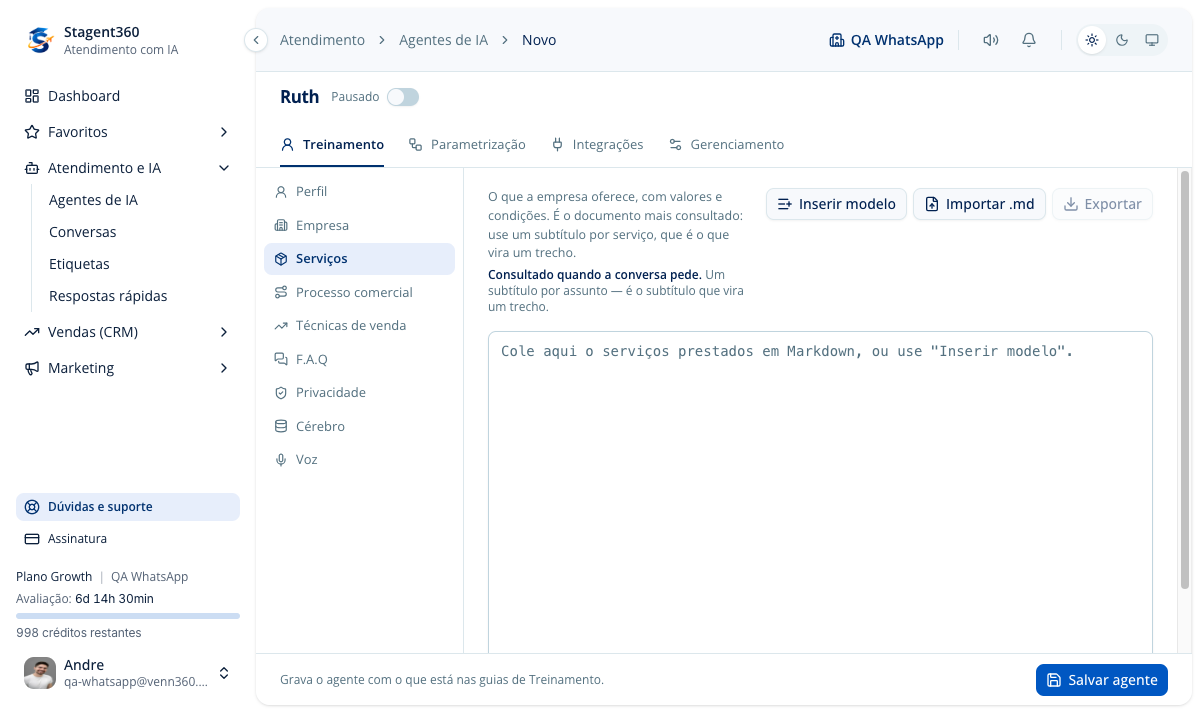 Stagent360
Atendimento com IA
Dashboard
Favoritos
Atendimento e IA
Agentes de IA
Conversas
Etiquetas
Respostas rápidas
Vendas (CRM)
Marketing
Dúvidas e suporte
Assinatura
Plano Growth | QA WhatsApp
Avaliação: 6d 14h 30min
998 créditos restantes
Andre
qa-whatsapp@venn360....
Atendimento > Agentes de IA > Novo
QA WhatsApp
Ruth Pausado
Treinamento Parametrização Integrações Gerenciamento
Perfil
Empresa
Serviços
Processo comercial
Técnicas de venda
F.A.Q
Privacidade
Cérebro
Voz
O que a empresa oferece, com valores e
condições. É o documento mais consultado:
use um subtítulo por serviço, que é o que
vira um trecho.
Consultado quando a conversa pede. Um
subtítulo por assunto — é o subtítulo que vira
um trecho.
Inserir modelo Importar .md Exportar
Cole aqui o serviços prestados em Markdown, ou use "Inserir modelo".
Grava o agente com o que está nas guias de Treinamento.
Salvar agente